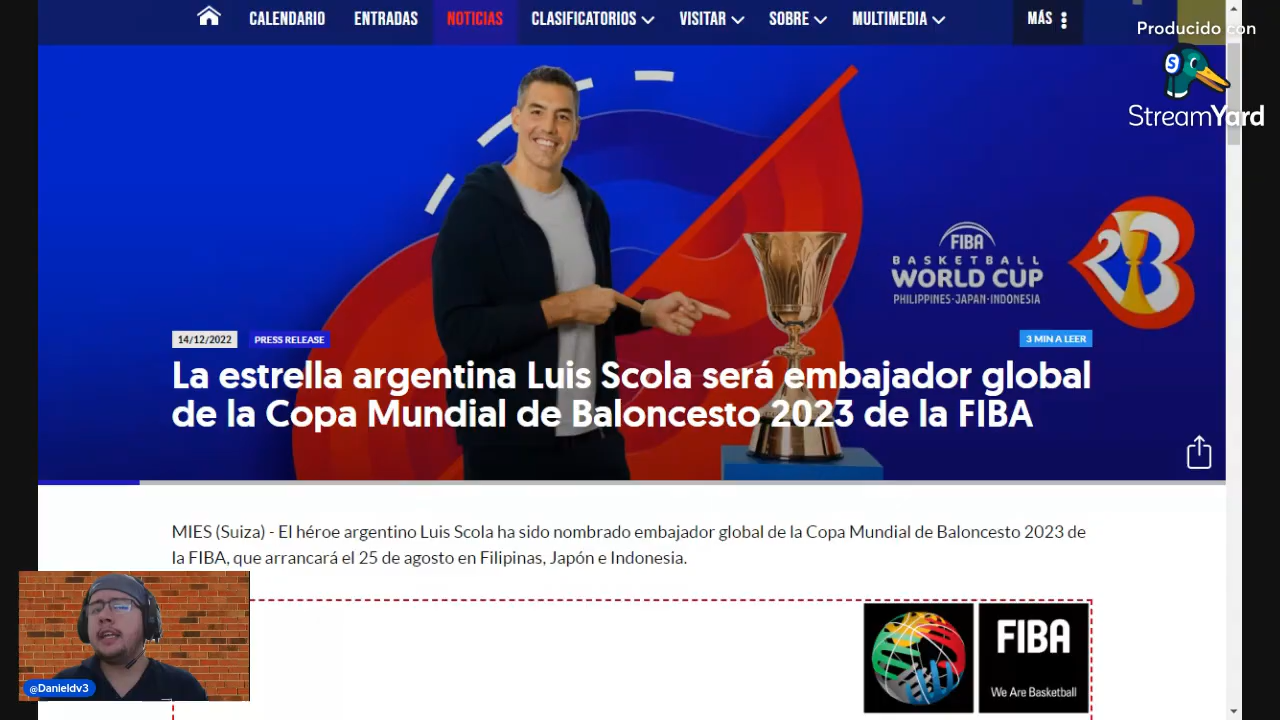 CALENDARIO ENTRADAS NOTICIAS CLASIFICATORIOS VISITAR SOBRE MULTIMEDIA MÁS
Producido con
StreamYard
FIBA
BASKETBALL
WORLD CUP
PHILIPPINES·JAPAN·INDONESIA
23
14/12/2022 PRESS RELEASE
3 MIN A LEER
La estrella argentina Luis Scola será embajador global
de la Copa Mundial de Baloncesto 2023 de la FIBA
MIES (Suiza) - El héroe argentino Luis Scola ha sido nombrado embajador global de la Copa Mundial de Baloncesto 2023 de
la FIBA, que arrancará el 25 de agosto en Filipinas, Japón e Indonesia.
FIBA
We Are Basketball
@Danieldv3